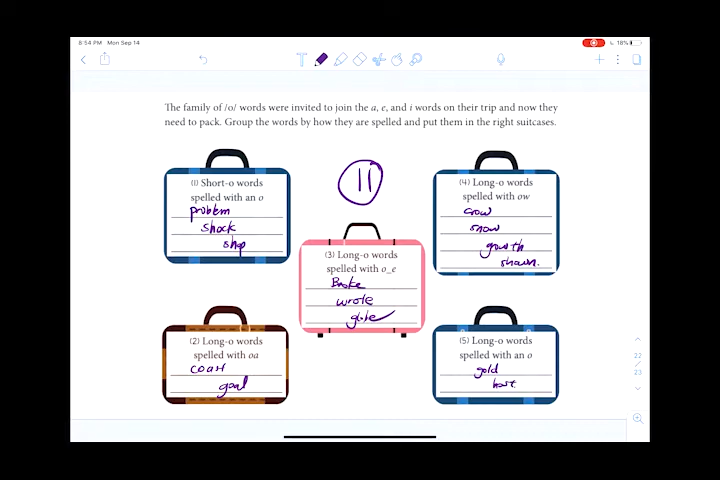 8:54 PM Mon Sep 14
18%
The family of /o/ words were invited to join the a, e, and i words on their trip and now they
need to pack. Group the words by how they are spelled and put them in the right suitcases.
11
(1) Short-o words
spelled with an o
problem
shock
shop
(4) Long-o words
spelled with ow
crow
snow
growth
shown.
(3) Long-o words
spelled with o_e
Broke
wrote
globe
(2) Long-o words
spelled with oa
coast
goal
(5) Long-o words
spelled with an o
gold
host
22
/
23